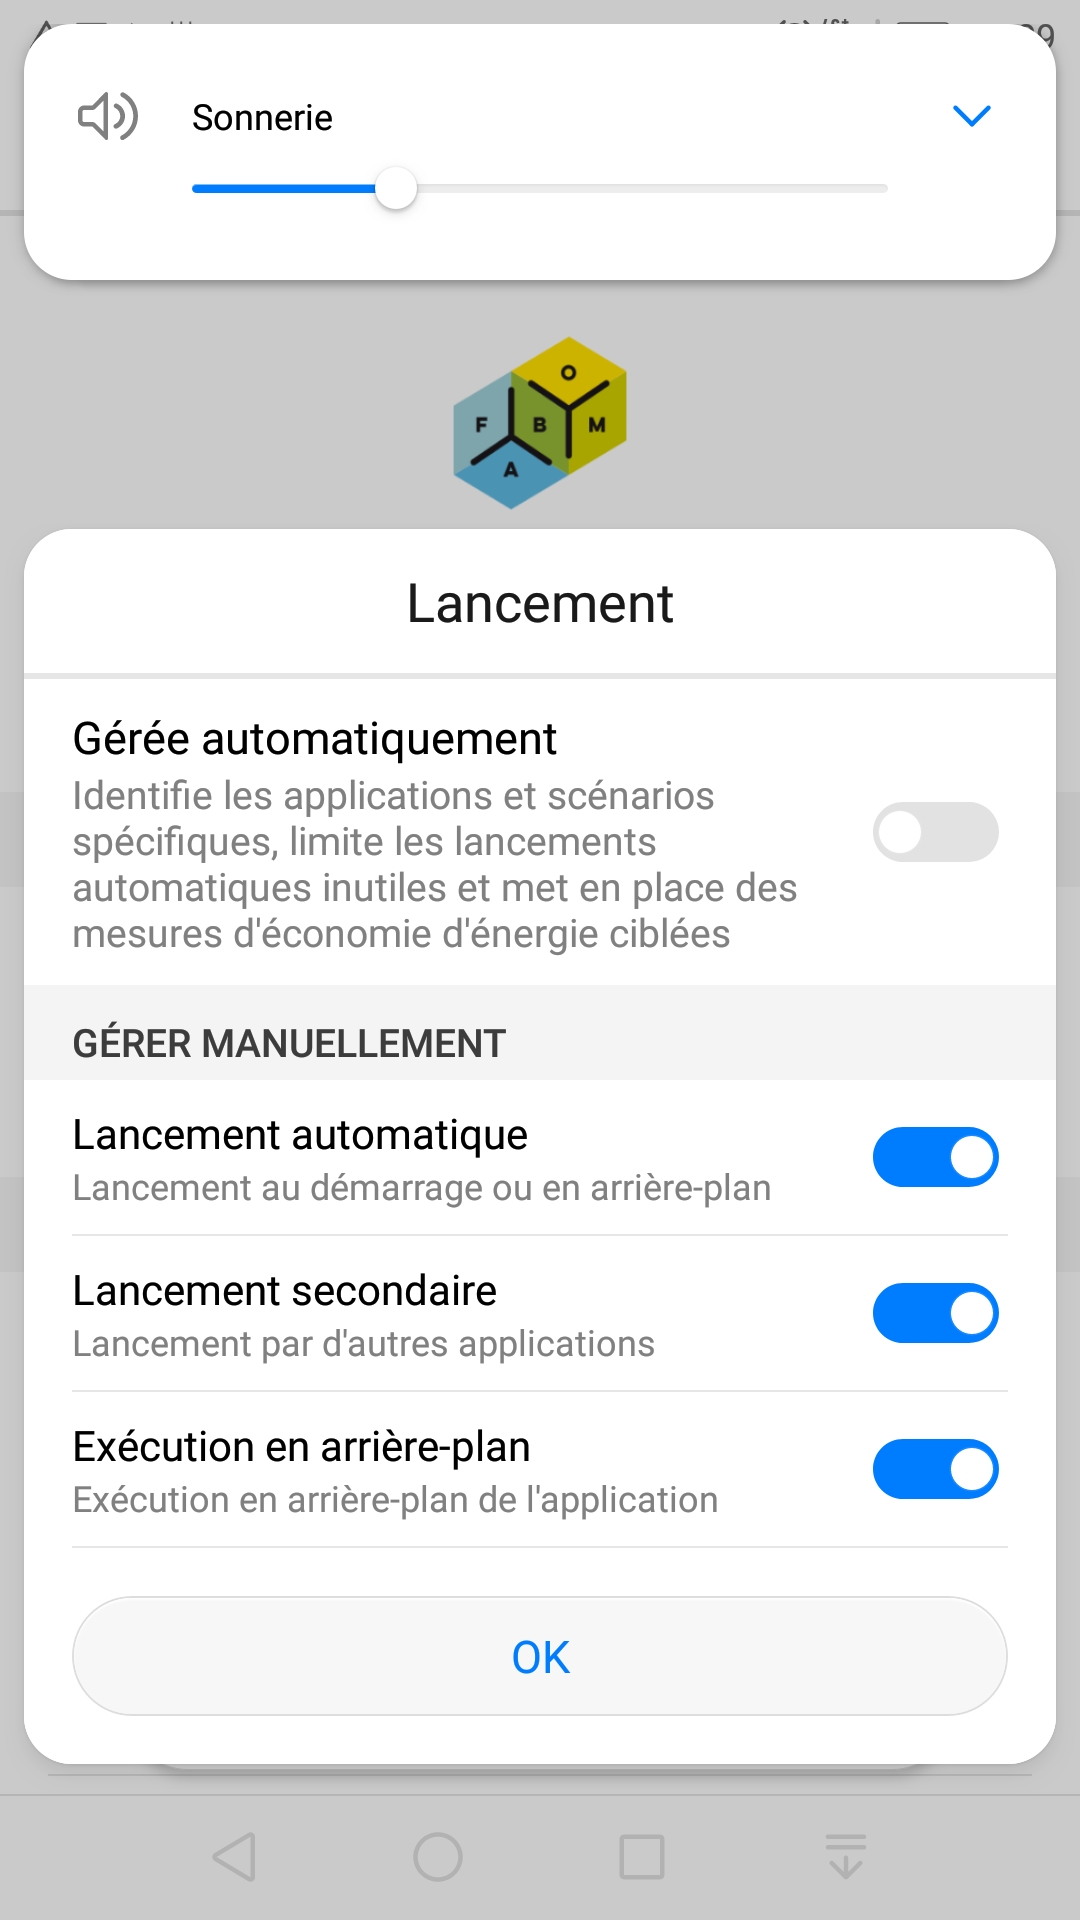 Sonnerie
O
F B M
A
Lancement
Gérée automatiquement
Identifie les applications et scénarios
spécifiques, limite les lancements
automatiques inutiles et met en place des
mesures d'économie d'énergie ciblées
GÉRER MANUELLEMENT
Lancement automatique
Lancement au démarrage ou en arrière-plan
Lancement secondaire
Lancement par d'autres applications
Exécution en arrière-plan
Exécution en arrière-plan de l'application
OK